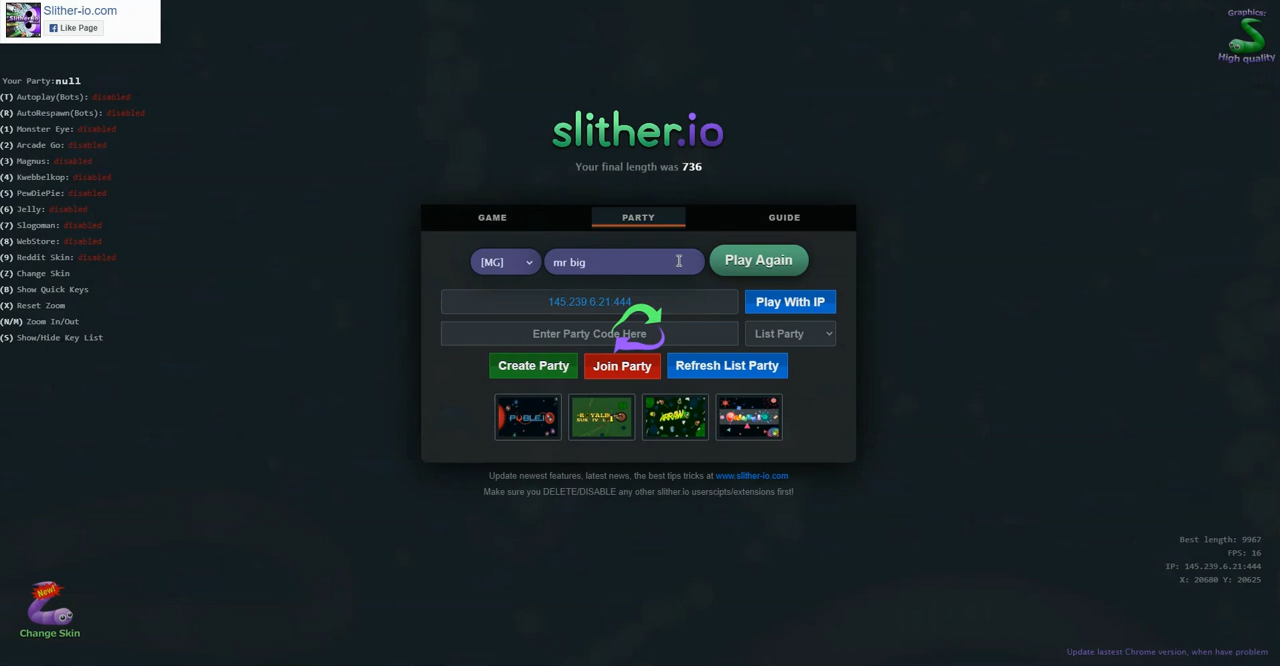 Slither-io.com
Like Page
Graphics:
High quality
Your Party:null
(T) Autoplay(Bots): disabled
(R) AutoRespawn(Bots): disabled
(1) Monster Eye: disabled
(2) Arcade Go: disabled
(3) Magnus: disabled
(4) Kwebbelkop: disabled
(5) PewDiePie: disabled
(6) Jelly: disabled
(7) Slogoman: disabled
(8) WebStore: disabled
(9) Reddit Skin: disabled
(Z) Change Skin
(B) Show Quick Keys
(X) Reset Zoom
(N/M) Zoom In/Out
(S) Show/Hide Key List
slither.io
Your final length was 736
GAME PARTY GUIDE
[MG] mr big Play Again
145.239.6.21:444 Play With IP
Enter Party Code Here List Party
Create Party Join Party Refresh List Party
Update newest features, latest news, the best tips tricks at www.slither-io.com
Make sure you DELETE/DISABLE any other slither.io userscipts/extensions first!
Best length: 9967
FPS: 16
IP: 145.239.6.21:444
X: 20680 Y: 20625
New!
Change Skin
Update lastest Chrome version, when have problem